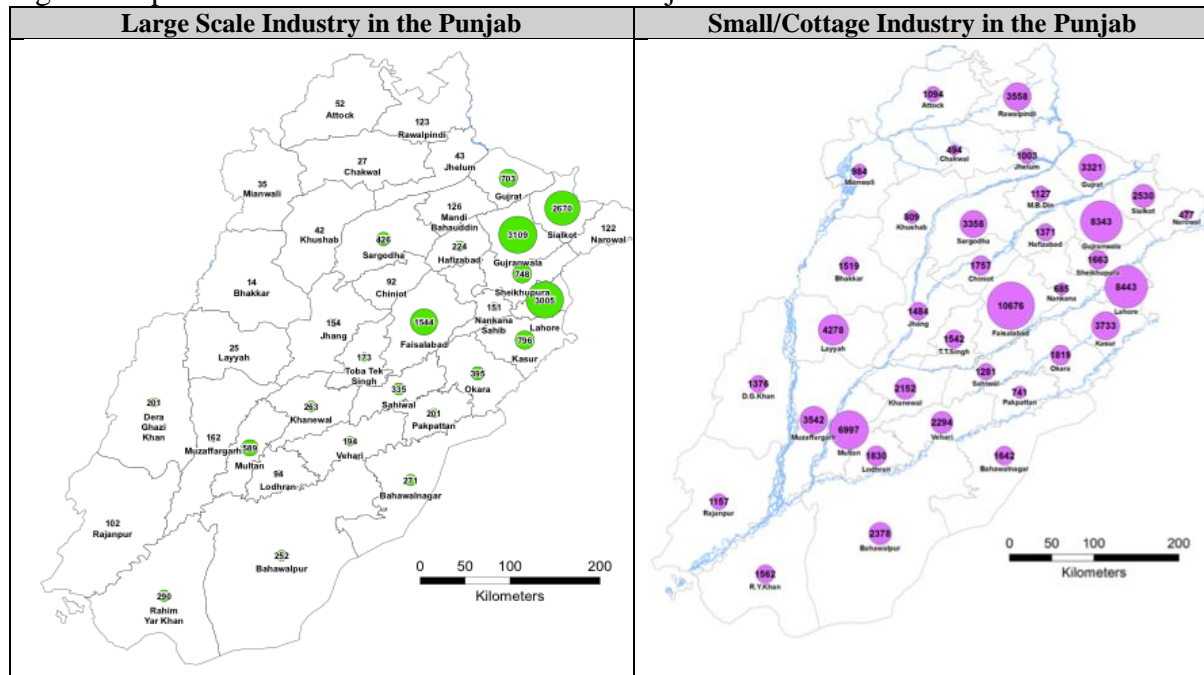 Large Scale Industry in the Punjab
52
Attock
123
Rawalpindi
27
Chakwal
43
Jhelum
35
Mianwali
703
Gujrat
126
Mandi
Bahauddin
2670
Sialkot
122
Narowal
42
Khushab
426
Sargodha
224
Hafizabad
3109
Gujranwala
748
Sheikhupura
14
Bhakkar
92
Chiniot
151
Nankana
Sahib
3005
Lahore
154
Jhang
1544
Faisalabad
796
Kasur
25
Layyah
173
Toba Tek
Singh
395
Okara
335
Sahiwal
201
Dera
Ghazi
Khan
263
Khanewal
201
Pakpattan
162
Muzaffargarh
589
Multan
194
Vehari
94
Lodhran
271
Bahawalnagar
102
Rajanpur
252
Bahawalpur
290
Rahim
Yar Khan
0 50 100 200
Kilometers
Small/Cottage Industry in the Punjab
1094
Attock
3558
Rawalpindi
494
Chakwal
1003
Jhelum
984
Mianwali
3321
Gujrat
1127
M.B.Din
2530
Sialkot
477
Narowal
809
Khushab
3358
Sargodha
1371
Hafizabad
8343
Gujranwala
1519
Bhakkar
1757
Chiniot
1663
Sheikhupura
685
Nankana
8443
Lahore
1484
Jhang
10676
Faisalabad
3733
Kasur
4278
Layyah
1542
T.T.Singh
1819
Okara
1281
Sahiwal
1376
D.G.Khan
2152
Khanewal
741
Pakpattan
3542
Muzaffargarh
6997
Multan
2294
Vehari
1830
Lodhran
1642
Bahawalnagar
1157
Rajanpur
2378
Bahawalpur
1562
R.Y.Khan
0 50 100 200
Kilometers